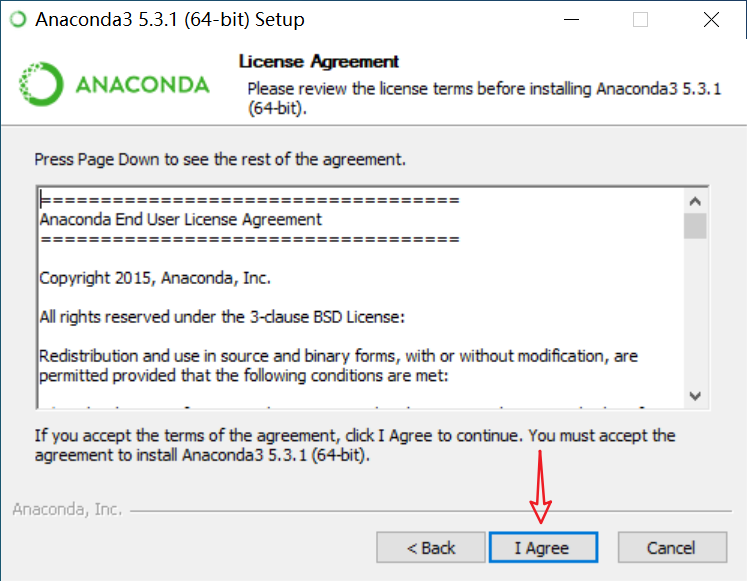 Anaconda3 5.3.1 (64-bit) Setup
ANACONDA
License Agreement
Please review the license terms before installing Anaconda3 5.3.1
(64-bit).
Press Page Down to see the rest of the agreement.
===================================
Anaconda End User License Agreement
===================================
Copyright 2015, Anaconda, Inc.
All rights reserved under the 3-clause BSD License:
Redistribution and use in source and binary forms, with or without modification, are
permitted provided that the following conditions are met:
If you accept the terms of the agreement, click I Agree to continue. You must accept the
agreement to install Anaconda3 5.3.1 (64-bit).
Anaconda, Inc.
< Back
I Agree
Cancel